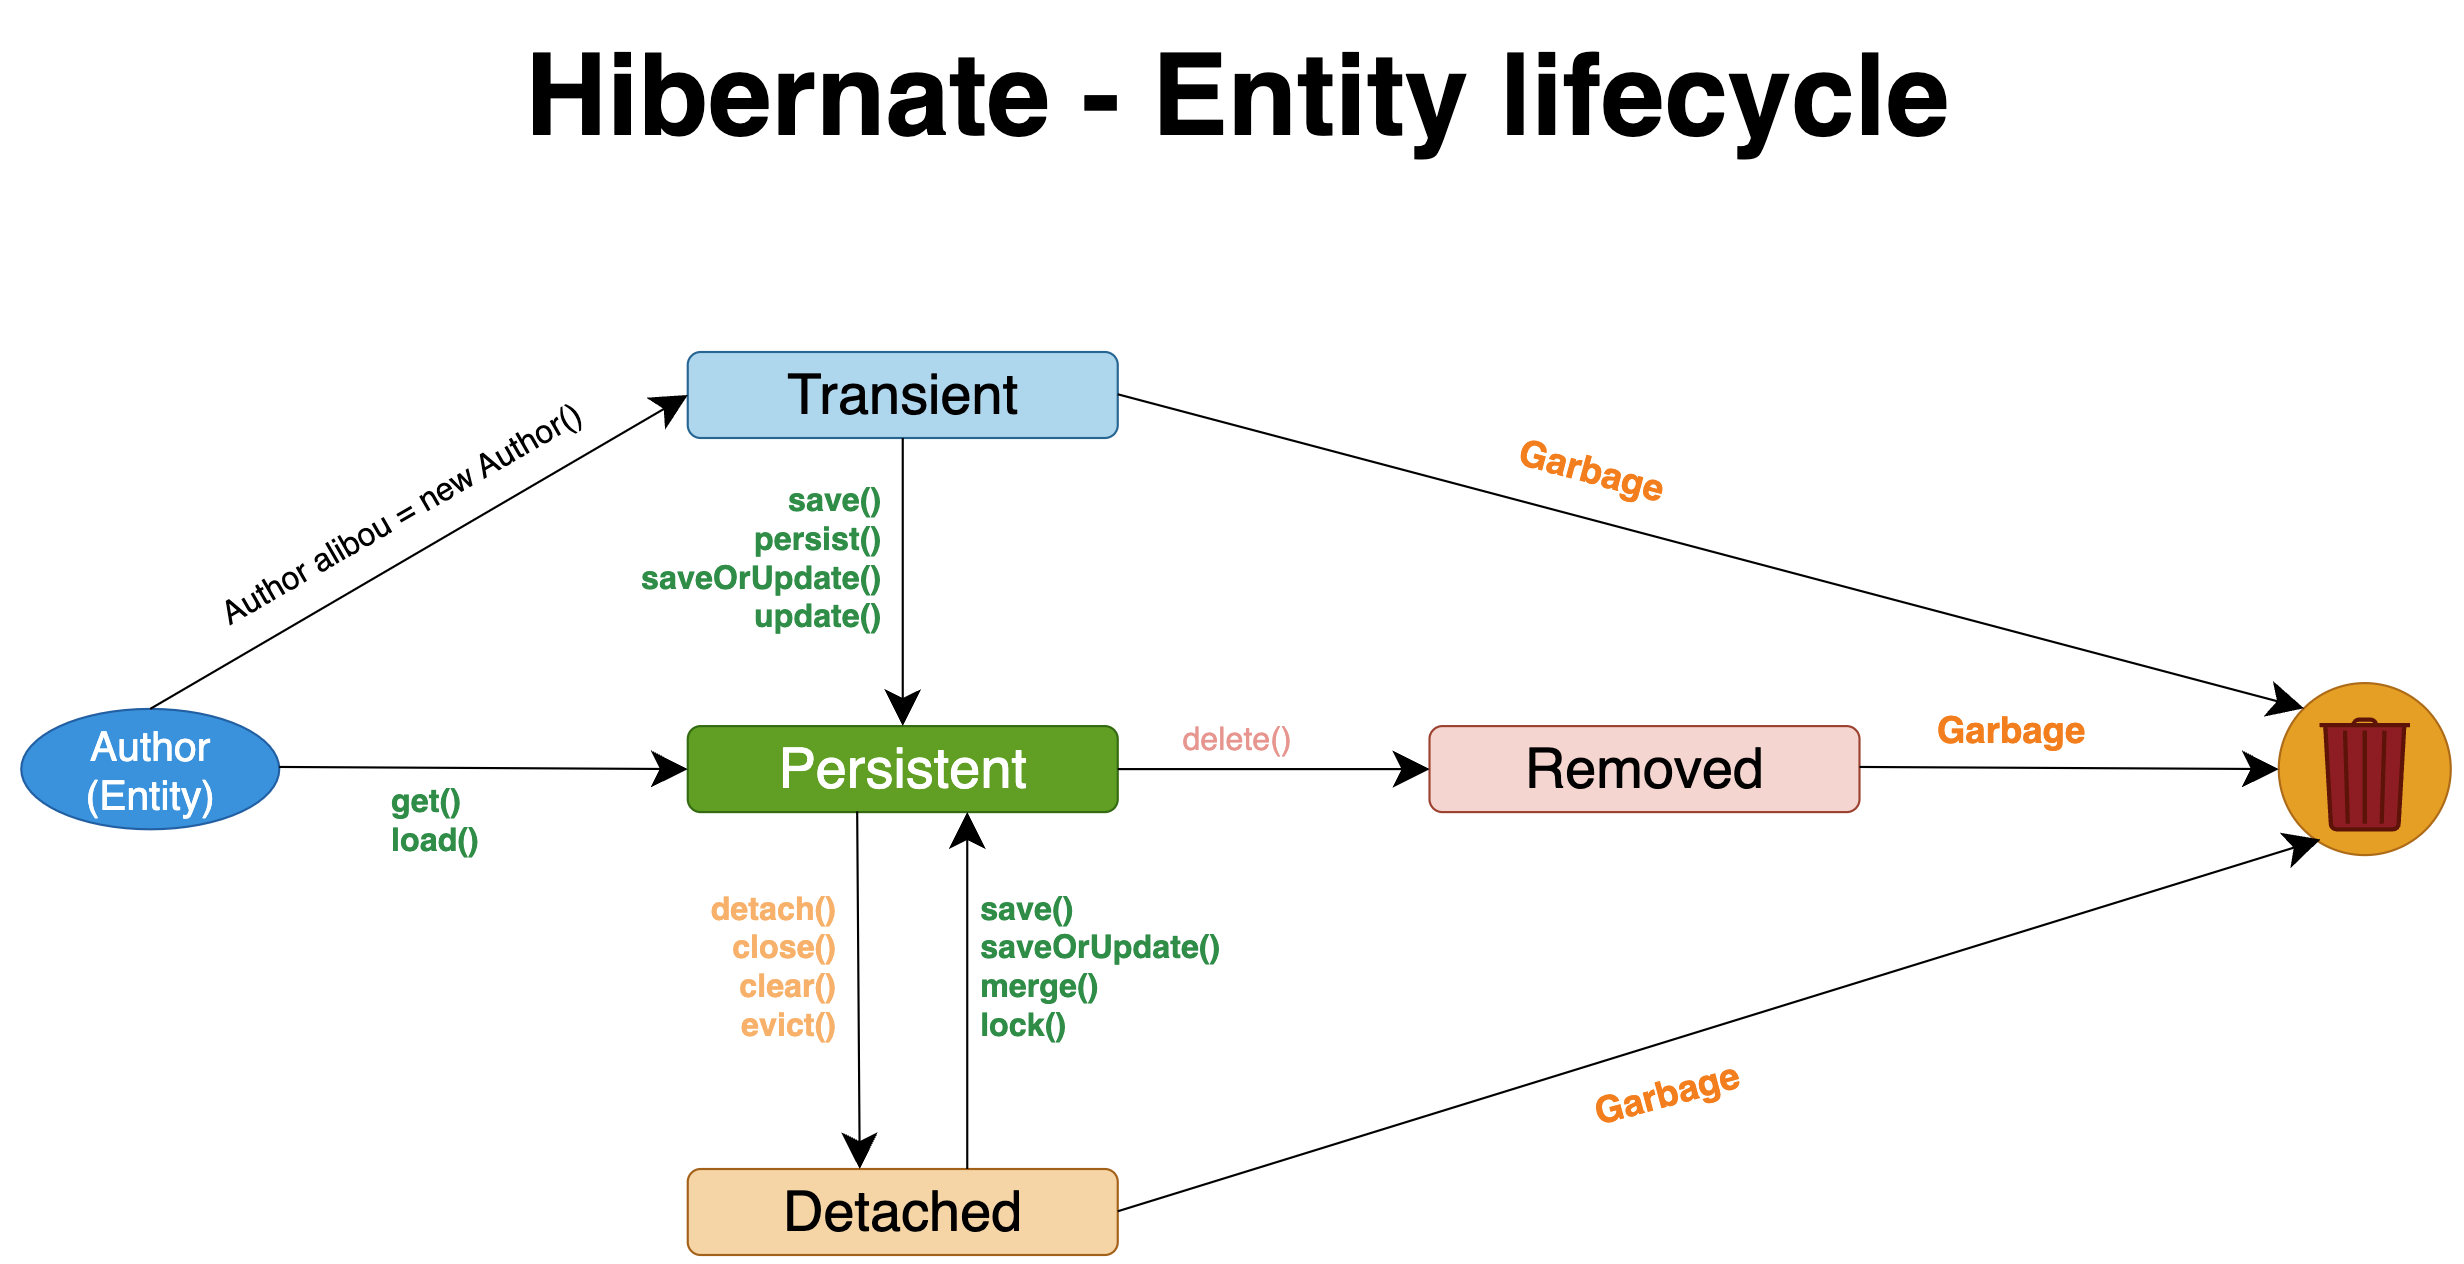 Hibernate - Entity lifecycle
Transient
Author alibou = new Author()
Garbage
save()
persist()
saveOrUpdate()
update()
Author
(Entity)
get()
load()
Persistent
delete()
Removed
Garbage
detach()
close()
clear()
evict()
save()
saveOrUpdate()
merge()
lock()
Garbage
Detached